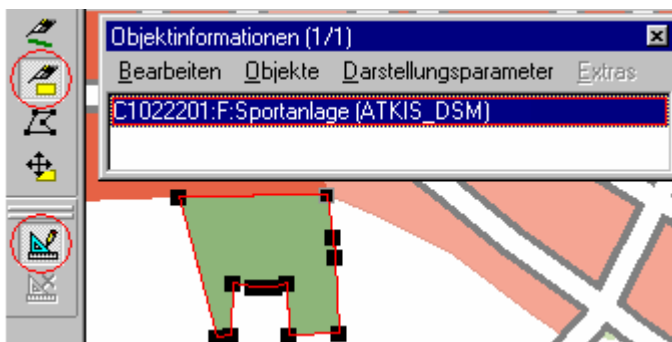 Objektinformationen (1/1)
Bearbeiten Objekte Darstellungsparameter Extras
C1022201:F:Sportanlage (ATKIS_DSM)